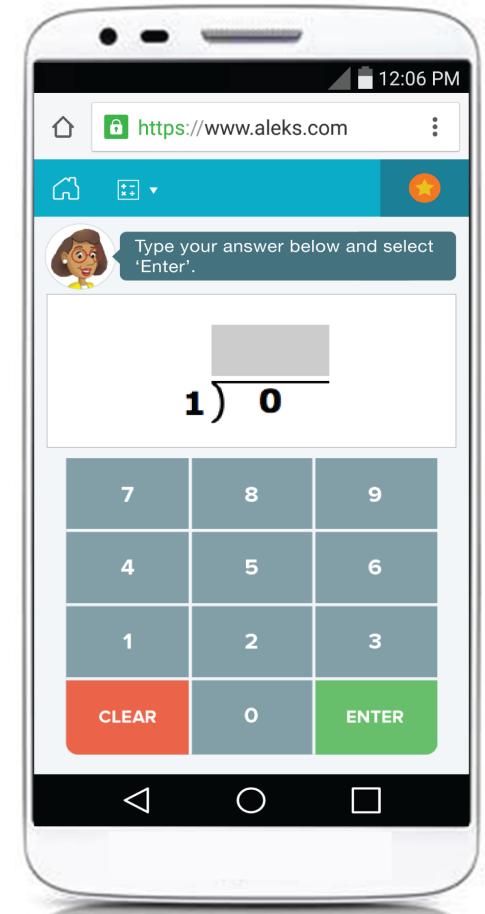 12:06 PM
https://www.aleks.com
Type your answer below and select
‘Enter’.
1) 0
7 8 9
4 5 6
1 2 3
CLEAR 0 ENTER